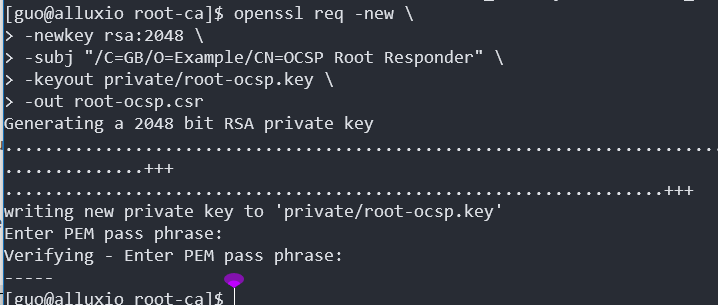 [guo@alluxio root-ca]$ openssl req -new \
> -newkey rsa:2048 \
> -subj "/C=GB/O=Example/CN=OCSP Root Responder" \
> -keyout private/root-ocsp.key \
> -out root-ocsp.csr
Generating a 2048 bit RSA private key
........................................................................
..............+++
...................................................................+++
writing new private key to 'private/root-ocsp.key'
Enter PEM pass phrase:
Verifying - Enter PEM pass phrase:
-----
[guo@alluxio root-ca]$